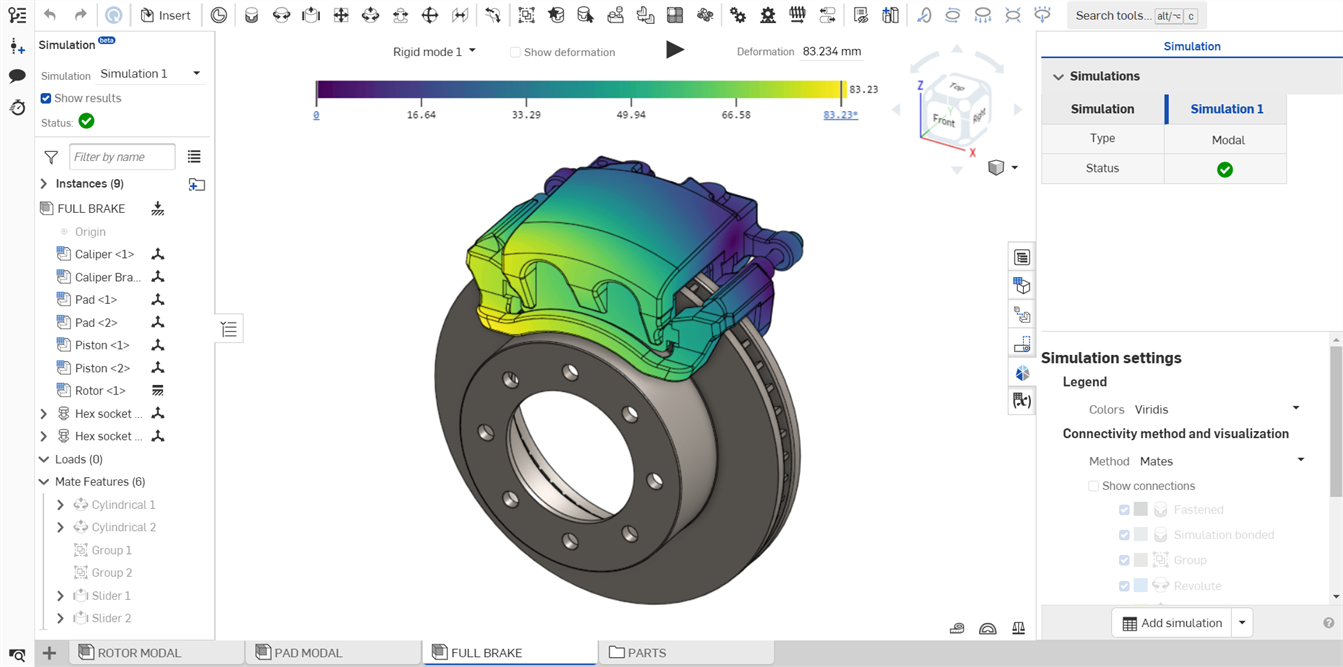 Insert
Search tools... alt/⌥ c
Simulation beta
Simulation Simulation 1
Show results
Status:
Filter by name
Instances (9)
FULL BRAKE
Origin
Caliper <1>
Caliper Bra...
Pad <1>
Pad <2>
Piston <1>
Piston <2>
Rotor <1>
Hex socket ...
Hex socket ...
Loads (0)
Mate Features (6)
Cylindrical 1
Cylindrical 2
Group 1
Group 2
Slider 1
Slider 2
Rigid mode 1
Show deformation
Deformation 83.234 mm
83.23
0 16.64 33.29 49.94 66.58 83.23*
Z
Top
Front
Right
Y
X
Simulation
Simulations
Simulation Simulation 1
Type Modal
Status
(x)
Simulation settings
Legend
Colors Viridis
Connectivity method and visualization
Method Mates
Show connections
Fastened
Simulation bonded
Group
Revolute
Add simulation
?
ROTOR MODAL
PAD MODAL
FULL BRAKE
PARTS